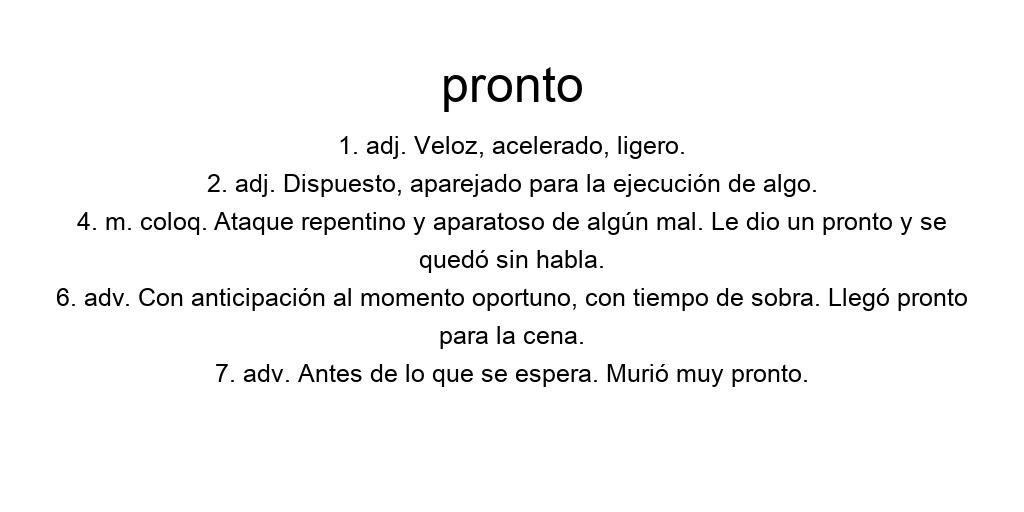 pronto
1. adj. Veloz, acelerado, ligero.
2. adj. Dispuesto, aparejado para la ejecución de algo.
4. m. coloq. Ataque repentino y aparatoso de algún mal. Le dio un pronto y se
quedó sin habla.
6. adv. Con anticipación al momento oportuno, con tiempo de sobra. Llegó pronto
para la cena.
7. adv. Antes de lo que se espera. Murió muy pronto.